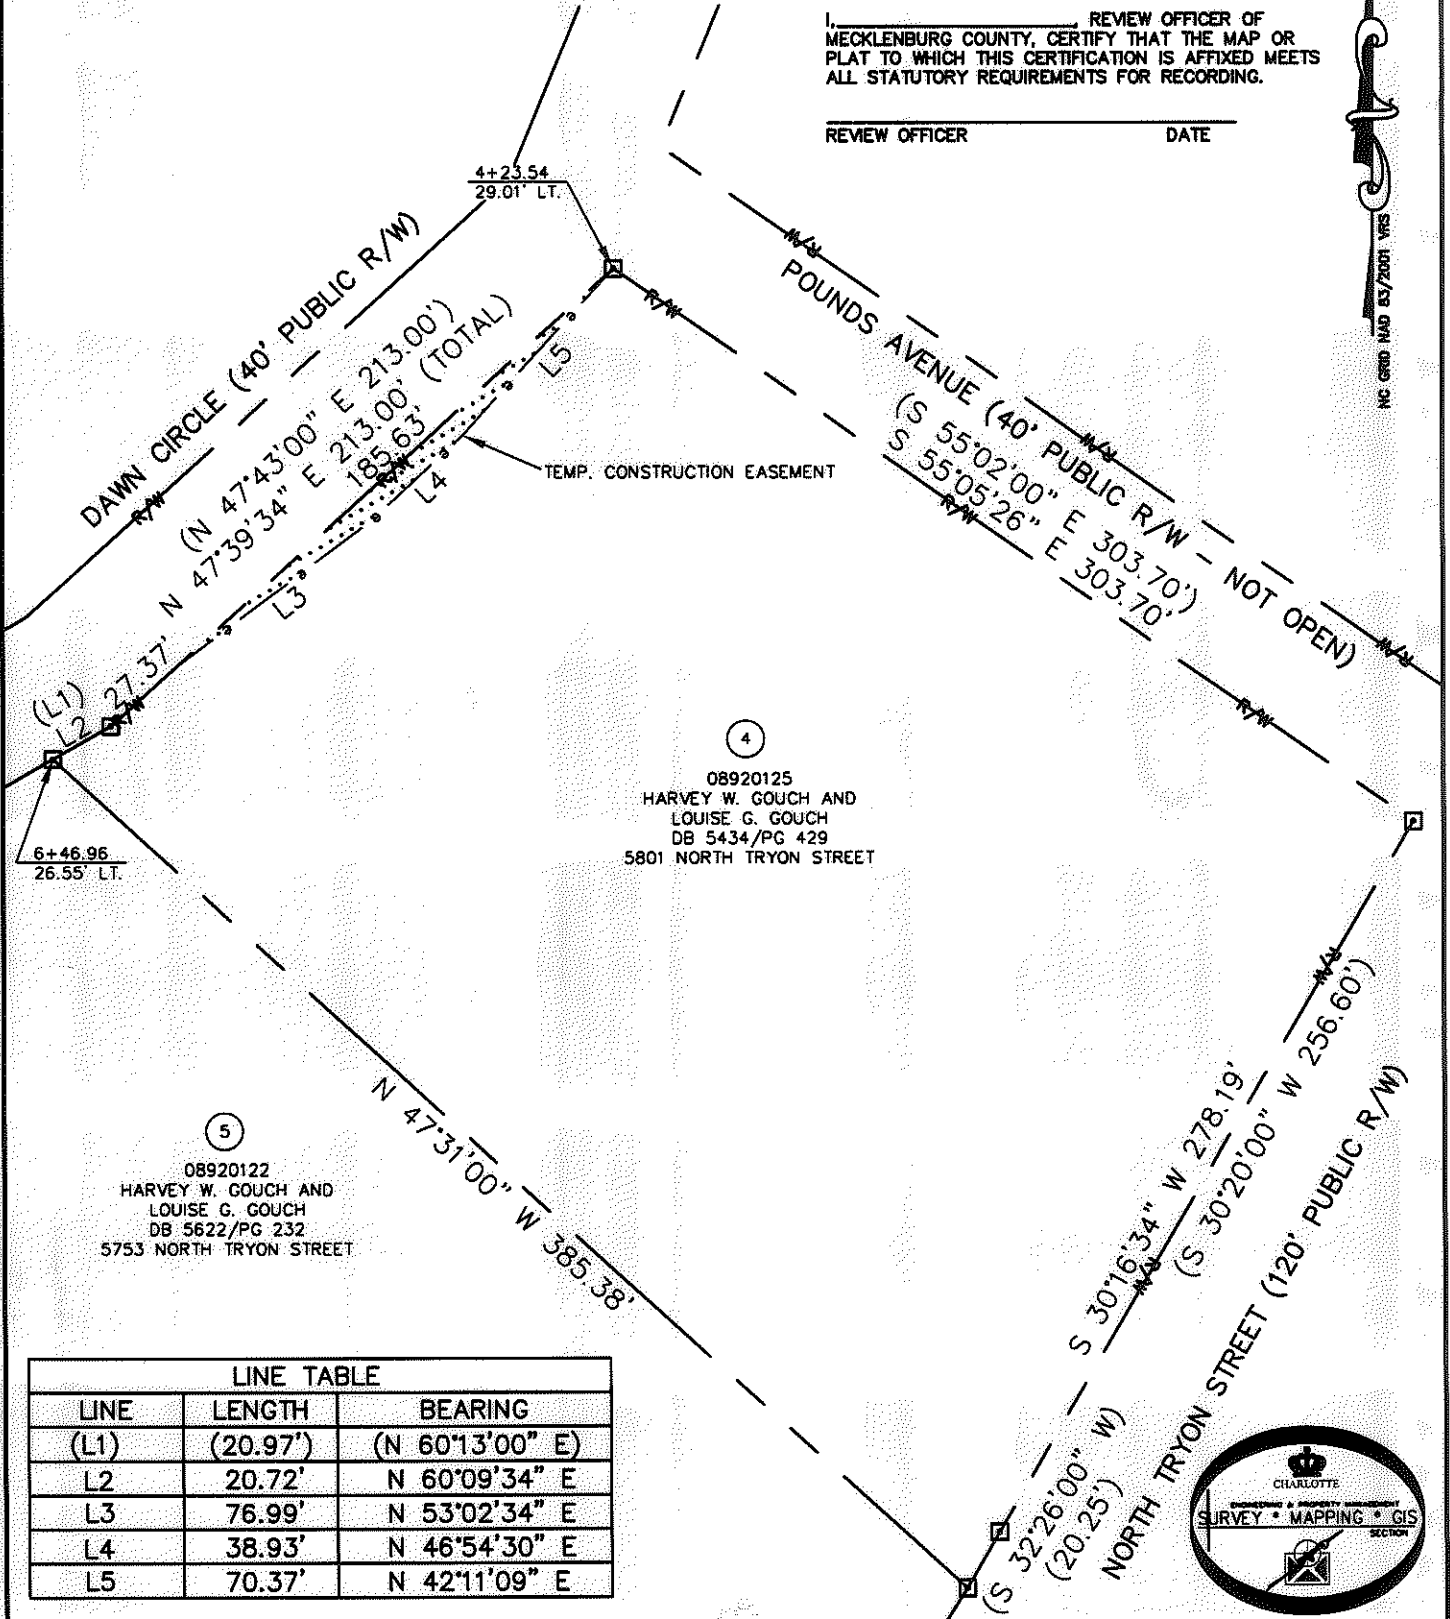 I,____________________, REVIEW OFFICER OF
MECKLENBURG COUNTY, CERTIFY THAT THE MAP OR
PLAT TO WHICH THIS CERTIFICATION IS AFFIXED MEETS
ALL STATUTORY REQUIREMENTS FOR RECORDING.
REVIEW OFFICER DATE
NC GRID NAD 83/2001 VRS
4+23.54
29.01' LT.
DAWN CIRCLE (40' PUBLIC R/W)
R/W
(N 47°43'00" E 213.00')
N 47°39'34" E 213.00' (TOTAL)
185.63'
R/W
27.37'
R/W
(L1)
L2
L3
L4
L5
TEMP. CONSTRUCTION EASEMENT
R/W
R/W
POUNDS AVENUE (40' PUBLIC R/W - NOT OPEN)
R/W
(S 55°02'00" E 303.70')
S 55°05'26" E 303.70'
R/W
R/W
R/W
6+46.96
26.55' LT.
4
08920125
HARVEY W. GOUCH AND
LOUISE G. GOUCH
DB 5434/PG 429
5801 NORTH TRYON STREET
R/W
S 30°16'34" W 278.19'
R/W
(S 30°20'00" W 256.60')
NORTH TRYON STREET (120' PUBLIC R/W)
(S 32°26'00" W)
(20.25')
N 47°31'00" W 385.38'
5
08920122
HARVEY W. GOUCH AND
LOUISE G. GOUCH
DB 5622/PG 232
5753 NORTH TRYON STREET
LINE TABLE
LINE LENGTH BEARING
(L1) (20.97') (N 60°13'00" E)
L2 20.72' N 60°09'34" E
L3 76.99' N 53°02'34" E
L4 38.93' N 46°54'30" E
L5 70.37' N 42°11'09" E
CHARLOTTE
ENGINEERING & PROPERTY MANAGEMENT
SURVEY * MAPPING * GIS
SECTION